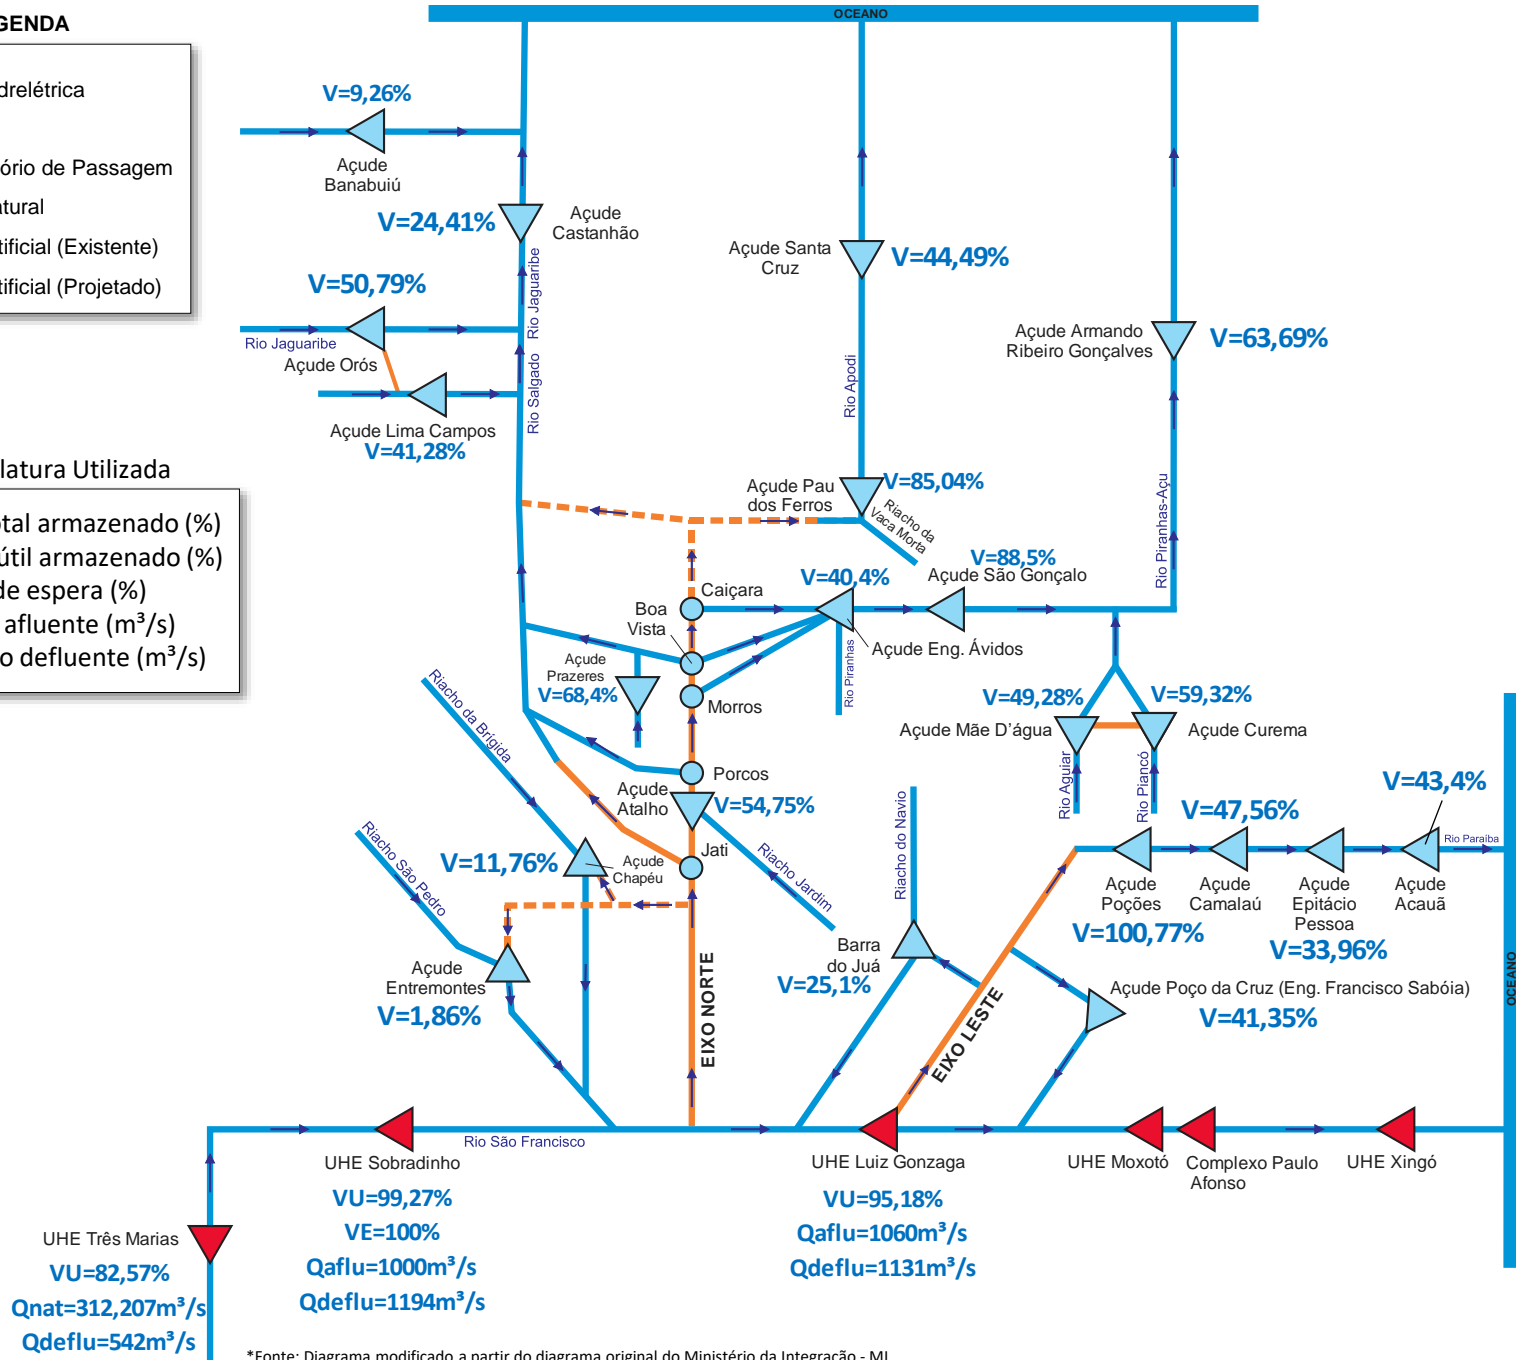 OCEANO
GENDA
drelétrica
ório de Passagem
atural
tificial (Existente)
tificial (Projetado)
V=9,26%
Açude
Banabuiú
V=24,41%
Açude
Castanhão
V=50,79%
Rio Jaguaribe
Açude Orós
Rio Jaguaribe
Rio Salgado
Açude Lima Campos
V=41,28%
Açude Santa
Cruz
V=44,49%
Rio Apodi
Açude Armando
Ribeiro Gonçalves
V=63,69%
Rio Piranhas-Açu
latura Utilizada
otal armazenado (%)
útil armazenado (%)
de espera (%)
afluente (m³/s)
o defluente (m³/s)
Açude Pau
dos Ferros
V=85,04%
Riacho da
Vaca Morta
V=88,5%
Açude São Gonçalo
V=40,4%
Açude Eng. Ávidos
Rio Piranhas
Caiçara
Boa
Vista
Morros
Açude
Prazeres
V=68,4%
Porcos
Açude
Atalho
V=54,75%
Jati
Riacho Jardim
Riacho da Brígida
Riacho São Pedro
V=11,76%
Açude
Chapéu
Açude
Entremontes
V=1,86%
EIXO NORTE
V=49,28%
V=59,32%
Açude Mãe D'água
Açude Curema
Rio Aguiar
Rio Piancó
V=43,4%
V=47,56%
Rio Paraíba
Açude
Poções
Açude
Camalaú
Açude
Epitácio
Pessoa
Açude
Acauã
V=100,77%
V=33,96%
Riacho do Navio
Barra
do Juá
V=25,1%
EIXO LESTE
Açude Poço da Cruz (Eng. Francisco Sabóia)
V=41,35%
OCEANO
Rio São Francisco
UHE Sobradinho
VU=99,27%
VE=100%
Qaflu=1000m³/s
Qdeflu=1194m³/s
UHE Luiz Gonzaga
VU=95,18%
Qaflu=1060m³/s
Qdeflu=1131m³/s
UHE Moxotó
Complexo Paulo
Afonso
UHE Xingó
UHE Três Marias
VU=82,57%
Qnat=312,207m³/s
Qdeflu=542m³/s
*Fonte: Diagrama modificado a partir do diagrama original do Ministério da Integração - MI